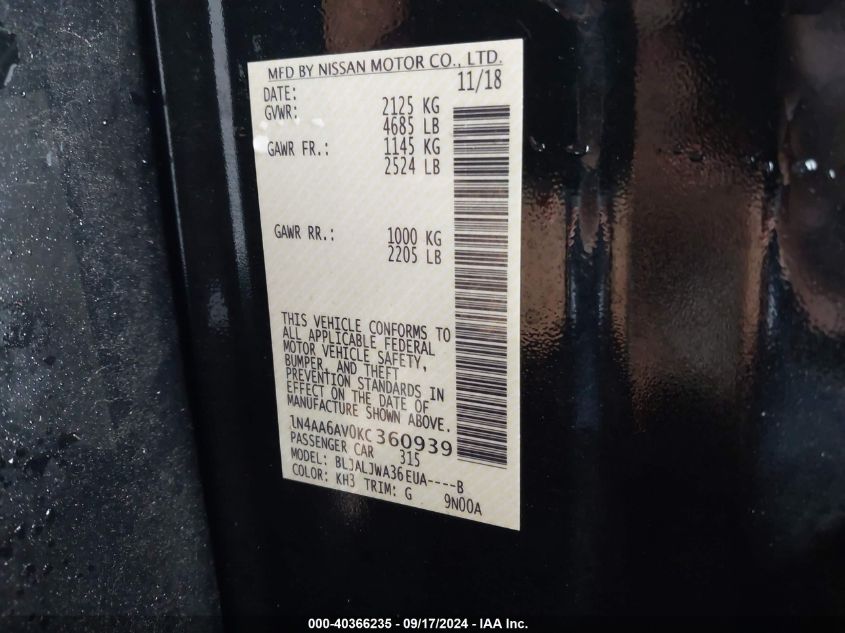 MFD BY NISSAN MOTOR CO., LTD.
DATE: 11/18
GVWR: 2125 KG
4685 LB
GAWR FR.: 1145 KG
2524 LB
GAWR RR.: 1000 KG
2205 LB
THIS VEHICLE CONFORMS TO
ALL APPLICABLE FEDERAL
MOTOR VEHICLE SAFETY,
BUMPER, AND THEFT
PREVENTION STANDARDS IN
EFFECT ON THE DATE OF
MANUFACTURE SHOWN ABOVE.
1N4AA6AV0KC360939
PASSENGER CAR 315
MODEL: BLJALJWA36EUA----B
COLOR: KH3 TRIM: G 9N00A
000-40366235 - 09/17/2024 - IAA Inc.